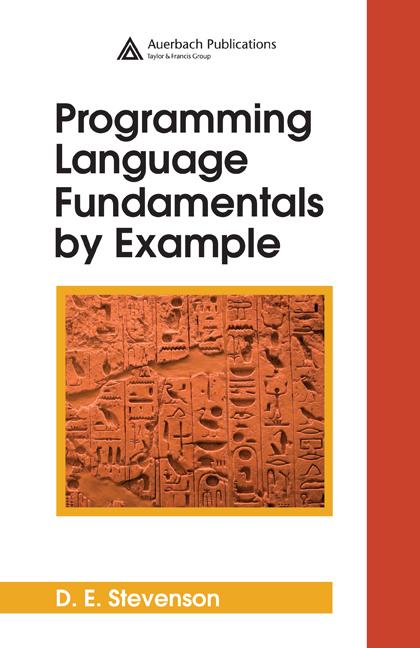 Auerbach Publications
Taylor & Francis Group
Programming
Language
Fundamentals
by Example
D. E. Stevenson